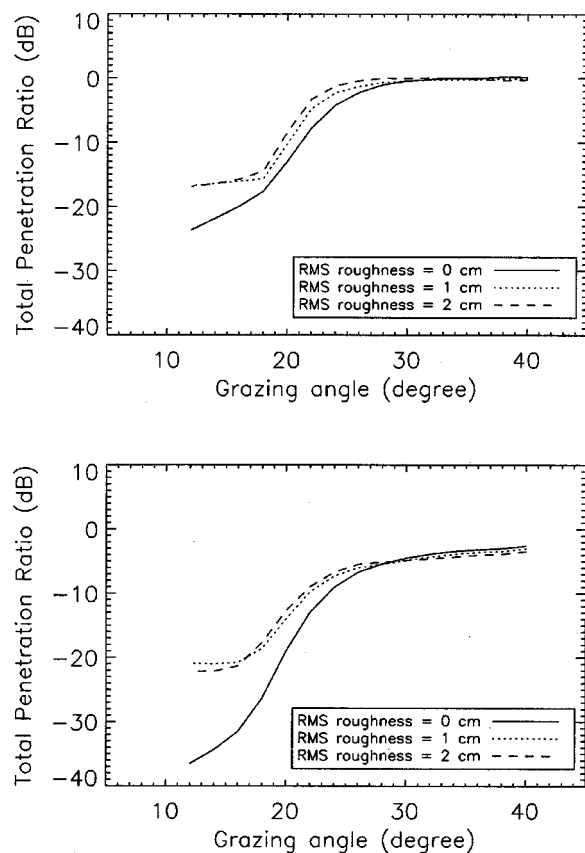 Total Penetration Ratio (dB)
10
0
−10
−20
−30
−40
RMS roughness = 0 cm
RMS roughness = 1 cm
RMS roughness = 2 cm
10 20 30 40
Grazing angle (degree)
Total Penetration Ratio (dB)
10
0
−10
−20
−30
−40
RMS roughness = 0 cm
RMS roughness = 1 cm
RMS roughness = 2 cm
10 20 30 40
Grazing angle (degree)